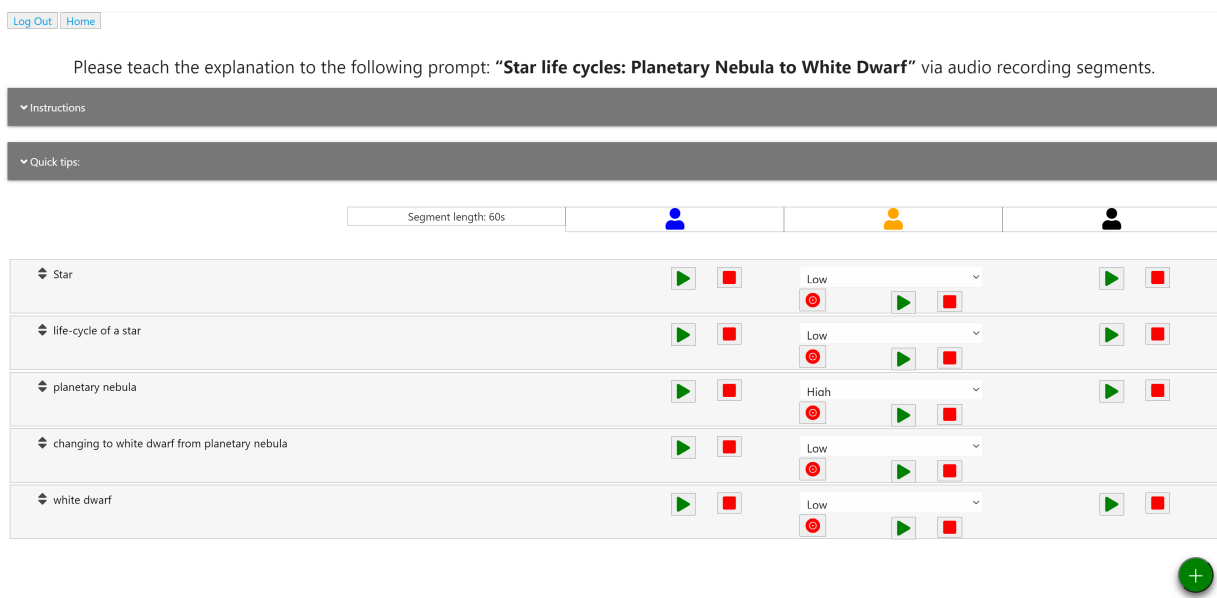 Log Out Home
Please teach the explanation to the following prompt: “Star life cycles: Planetary Nebula to White Dwarf” via audio recording segments.
Instructions
Quick tips:
Segment length: 60s
Star Low
life-cycle of a star Low
planetary nebula High
changing to white dwarf from planetary nebula Low
white dwarf Low